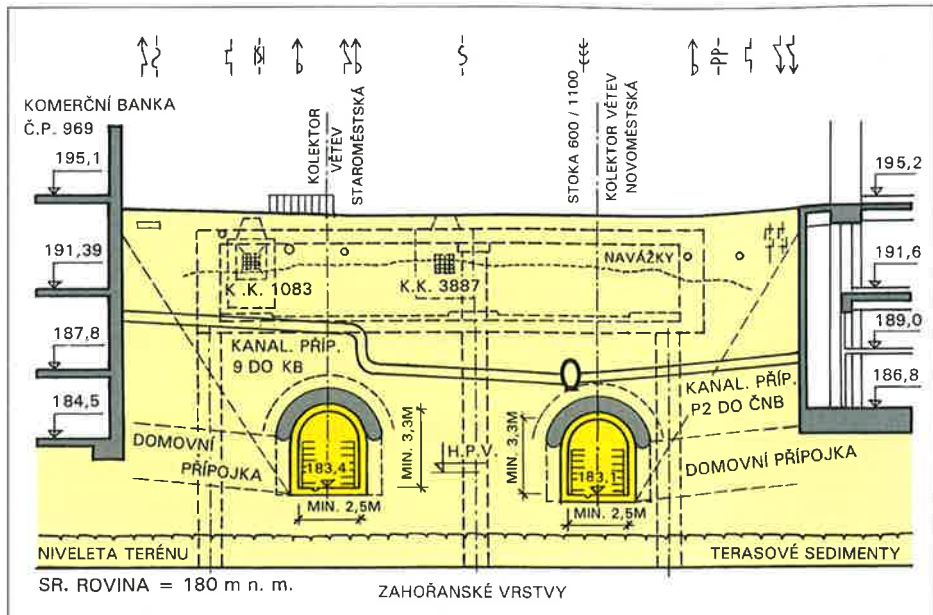 KOMERČNÍ BANKA
Č.P. 969
KOLEKTOR
VĚTEV
STAROMĚSTSKÁ
STOKA 600 / 1100
KOLEKTOR VĚTEV
NOVOMĚSTSKÁ
195,1
195,2
191,39
NAVÁŽKY
191,6
K .K. 1083
K.K. 3887
187,8
189,0
KANAL. PŘÍP.
9 DO KB
KANAL. PŘÍP.
P2 DO ČNB
186,8
184,5
DOMOVNÍ
PŘÍPOJKA
183,4
MIN. 3,3M
MIN. 2,5M
H.P.V.
MIN. 3,3M
183,1
MIN. 2,5M
DOMOVNÍ PŘÍPOJKA
NIVELETA TERÉNU
TERASOVÉ SEDIMENTY
SR. ROVINA = 180 m n. m.
ZAHOŘANSKÉ VRSTVY